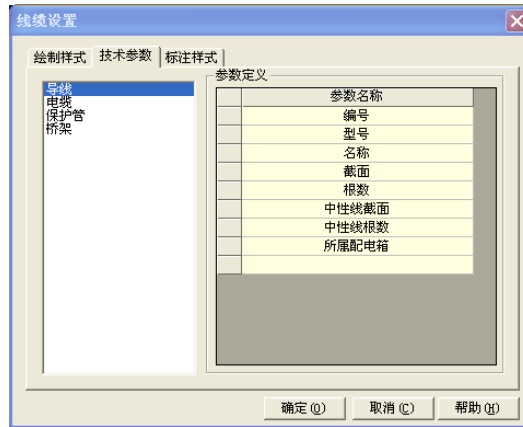 线缆设置
绘制样式 技术参数 标注样式
导线
电缆
保护管
桥架
参数定义
参数名称
编号
型号
名称
截面
根数
中性线截面
中性线根数
所属配电箱
确定(O) 取消(C) 帮助(H)